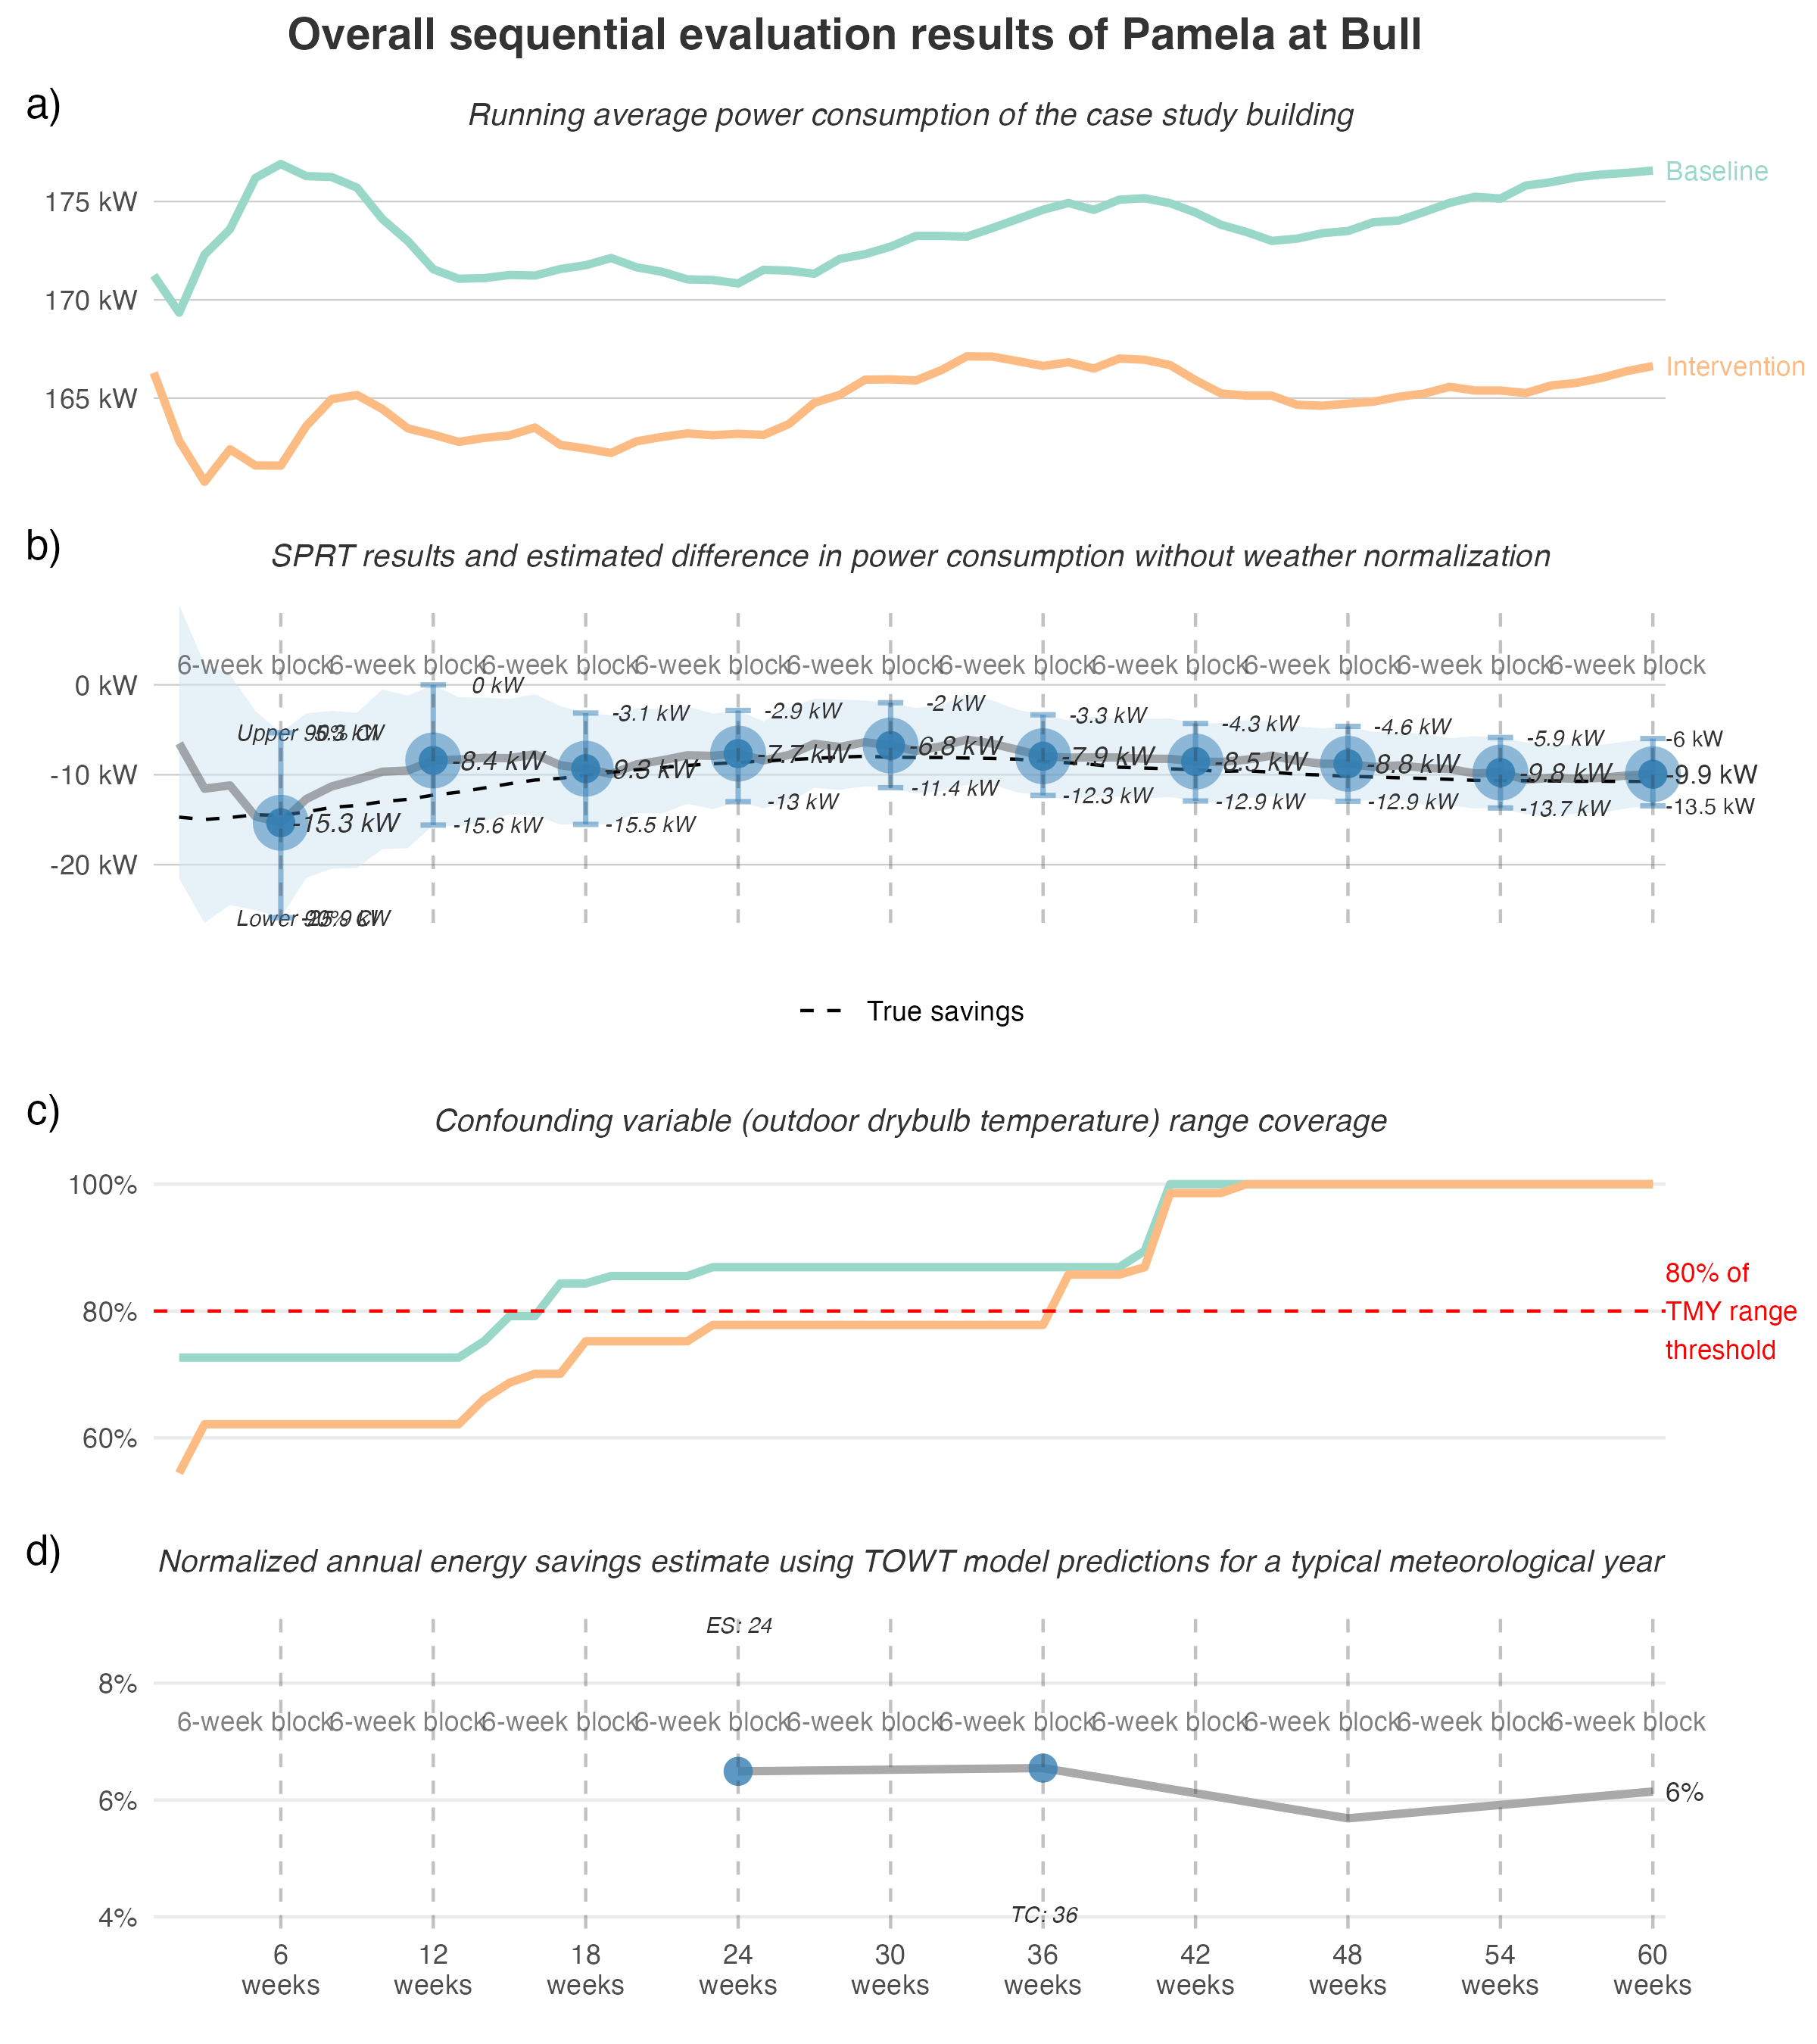 Overall sequential evaluation results of Pamela at Bull
a)
Running average power consumption of the case study building
175 kW
170 kW
165 kW
Baseline
Intervention
b)
SPRT results and estimated difference in power consumption without weather normalization
6-week block 6-week block 6-week block 6-week block 6-week block 6-week block 6-week block 6-week block 6-week block 6-week block
0 kW
-10 kW
-20 kW
Upper 90% CI
0 kW
-3.1 kW
-2.9 kW
-2 kW
-3.3 kW
-4.3 kW
-4.6 kW
-5.9 kW
-6 kW
-15.3 kW
-8.4 kW
-9.3 kW
-7.7 kW
-6.8 kW
-7.9 kW
-8.5 kW
-8.8 kW
-9.8 kW
-9.9 kW
Lower 90% CI
-25.9 kW
-15.6 kW
-15.5 kW
-13 kW
-11.4 kW
-12.3 kW
-12.9 kW
-12.9 kW
-13.7 kW
-13.5 kW
True savings
c)
Confounding variable (outdoor drybulb temperature) range coverage
100%
80%
60%
80% of
TMY range
threshold
d)
Normalized annual energy savings estimate using TOWT model predictions for a typical meteorological year
ES: 24
8%
6-week block 6-week block 6-week block 6-week block 6-week block 6-week block 6-week block 6-week block 6-week block 6-week block
6%
6%
TC: 36
4%
6 12 18 24 30 36 42 48 54 60
weeks weeks weeks weeks weeks weeks weeks weeks weeks weeks